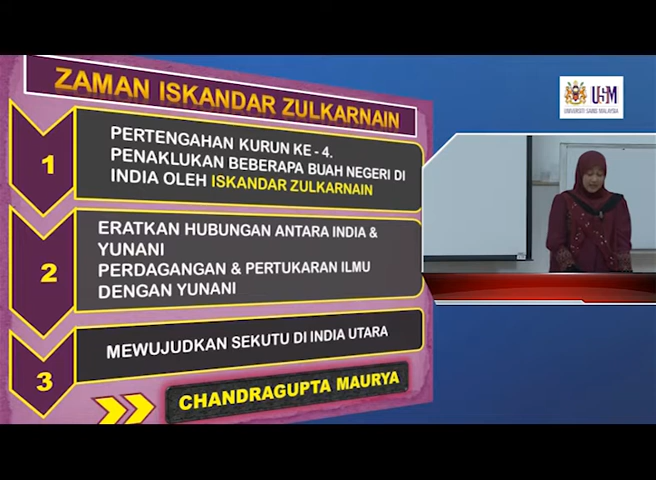 ZAMAN ISKANDAR ZULKARNAIN
1
PERTENGAHAN KURUN KE - 4.
PENAKLUKAN BEBERAPA BUAH NEGERI DI
INDIA OLEH ISKANDAR ZULKARNAIN
2
ERATKAN HUBUNGAN ANTARA INDIA &
YUNANI
PERDAGANGAN & PERTUKARAN ILMU
DENGAN YUNANI
3
MEWUJUDKAN SEKUTU DI INDIA UTARA
CHANDRAGUPTA MAURYA
USM
UNIVERSITI SAINS MALAYSIA